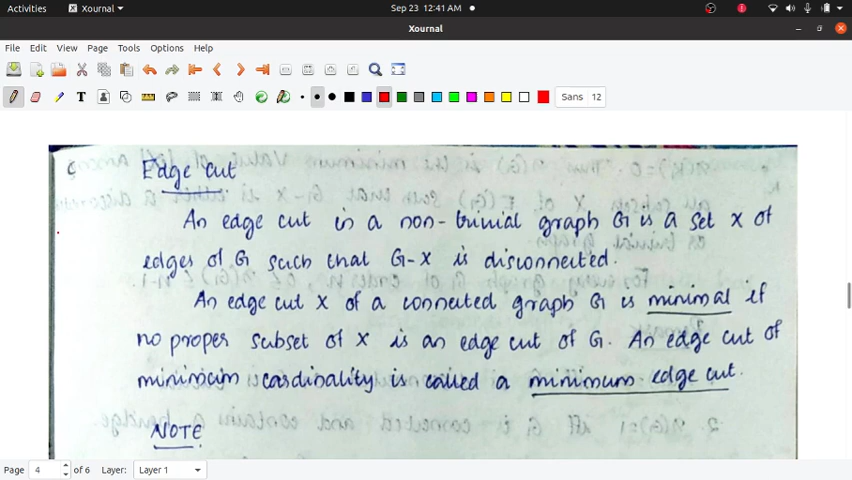 Activities Xournal Sep 23 12:41 AM
Xournal
File Edit View Page Tools Options Help
Sans 12
Edge cut
An edge cut in a non-trivial graph G is a set X of
edges of G such that G-X is disconnected.
An edge cut X of a connected graph G is minimal if
no proper subset of X is an edge cut of G. An edge cut of
minimum cardinality is called a minimum edge cut.
NOTE
Page 4 of 6 Layer: Layer 1